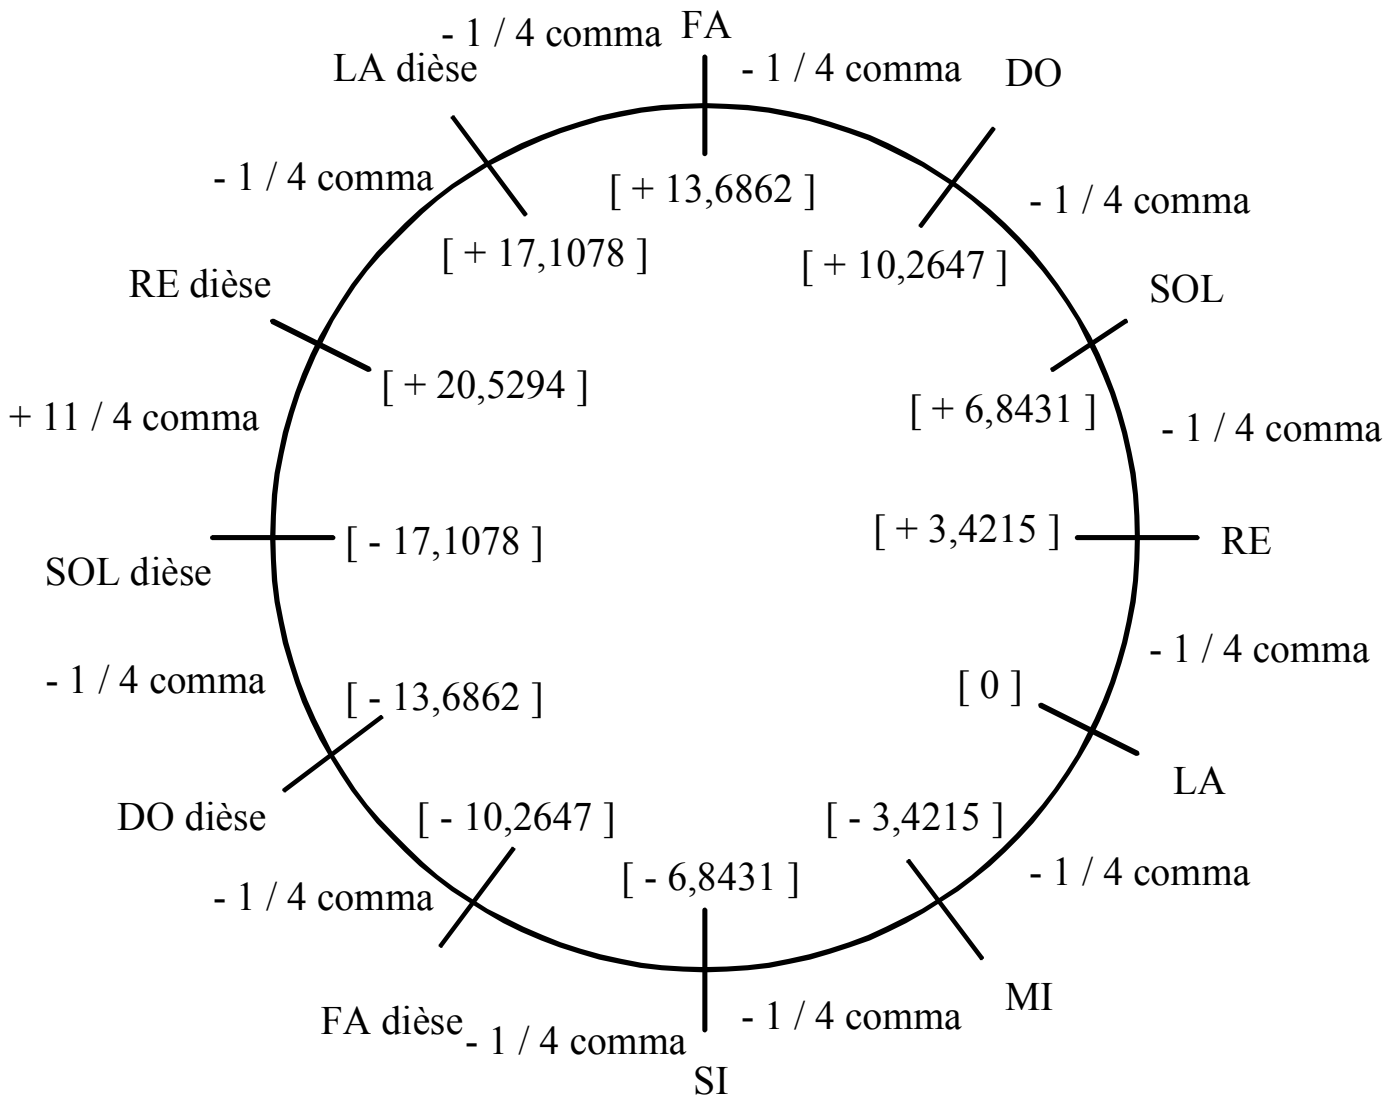 - 1 / 4 comma
FA
LA dièse
- 1 / 4 comma
DO
- 1 / 4 comma
[ + 13,6862 ]
- 1 / 4 comma
[ + 17,1078 ]
[ + 10,2647 ]
RE dièse
SOL
[ + 20,5294 ]
+ 11 / 4 comma
[ + 6,8431 ]
- 1 / 4 comma
[ + 3,4215 ]
RE
[ - 17,1078 ]
SOL dièse
- 1 / 4 comma
- 1 / 4 comma
[ 0 ]
[ - 13,6862 ]
LA
DO dièse
[ - 10,2647 ]
[ - 3,4215 ]
[ - 6,8431 ]
- 1 / 4 comma
- 1 / 4 comma
MI
FA dièse
- 1 / 4 comma
- 1 / 4 comma
SI